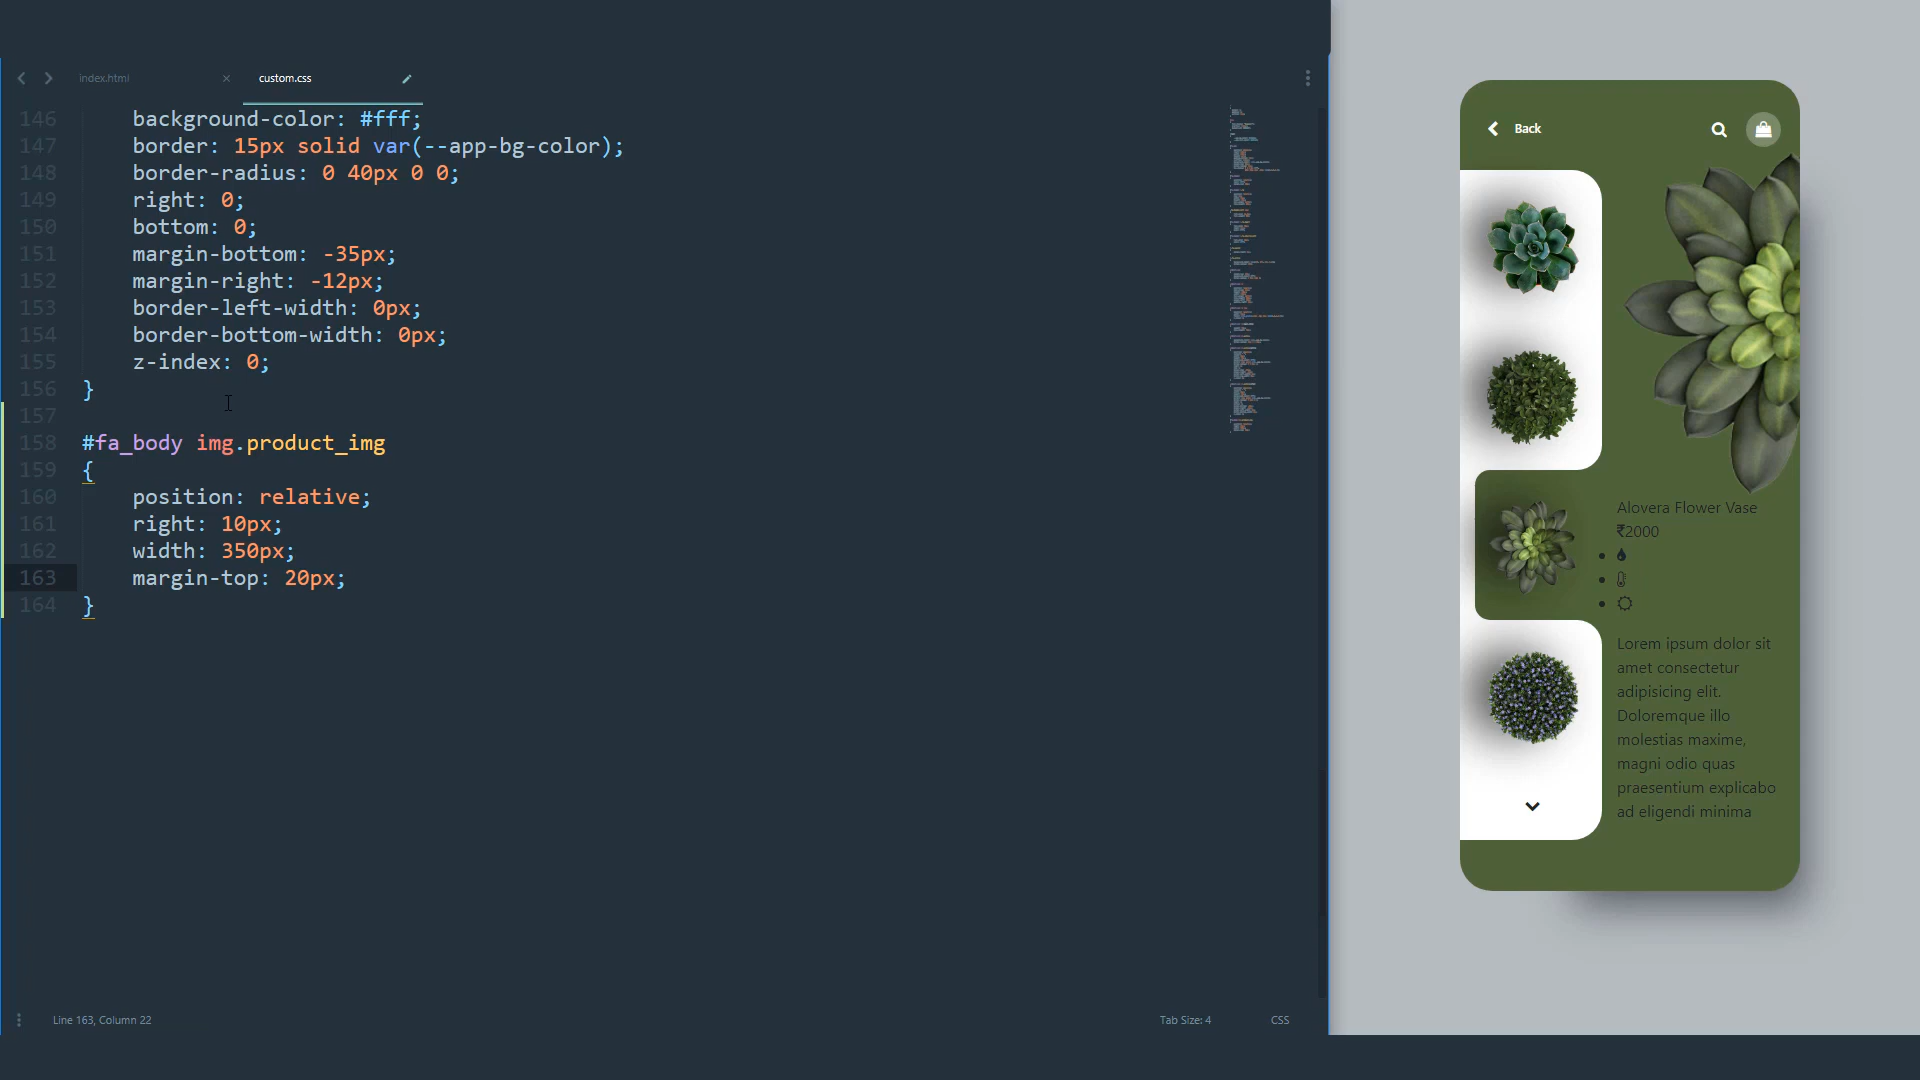 index.html
custom.css
146 background-color: #fff;
147 border: 15px solid var(--app-bg-color);
148 border-radius: 0 40px 0 0;
149 right: 0;
150 bottom: 0;
151 margin-bottom: -35px;
152 margin-right: -12px;
153 border-left-width: 0px;
154 border-bottom-width: 0px;
155 z-index: 0;
156 }
157
158 #fa_body img.product_img
159 {
160 position: relative;
161 right: 10px;
162 width: 350px;
163 margin-top: 20px;
164 }
Line 163, Column 22
Tab Size: 4
CSS
Back
Alovera Flower Vase
₹2000
Lorem ipsum dolor sit
amet consectetur
adipisicing elit.
Doloremque illo
molestias maxime,
magni odio quas
praesentium explicabo
ad eligendi minima